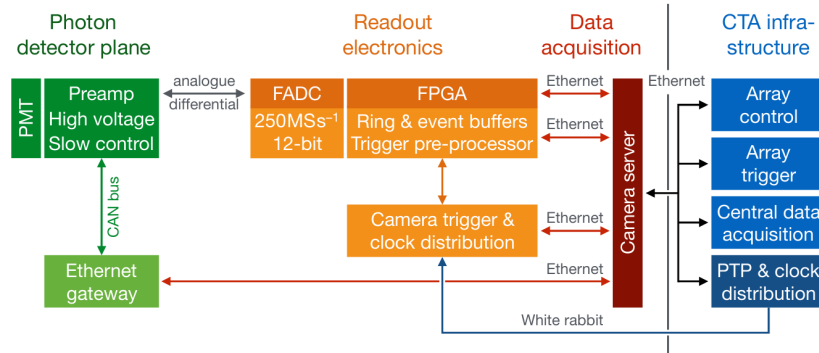 Photon
detector plane
Readout
electronics
Data
acquisition
CTA infra-
structure
PMT
Preamp
High voltage
Slow control
analogue
differential
FADC
250MSs⁻¹
12-bit
FPGA
Ring & event buffers
Trigger pre-processor
Ethernet
Ethernet
Ethernet
Camera server
Array
control
Array
trigger
CAN bus
Camera trigger &
clock distribution
Ethernet
Central data
acquisition
Ethernet
gateway
Ethernet
PTP & clock
distribution
White rabbit